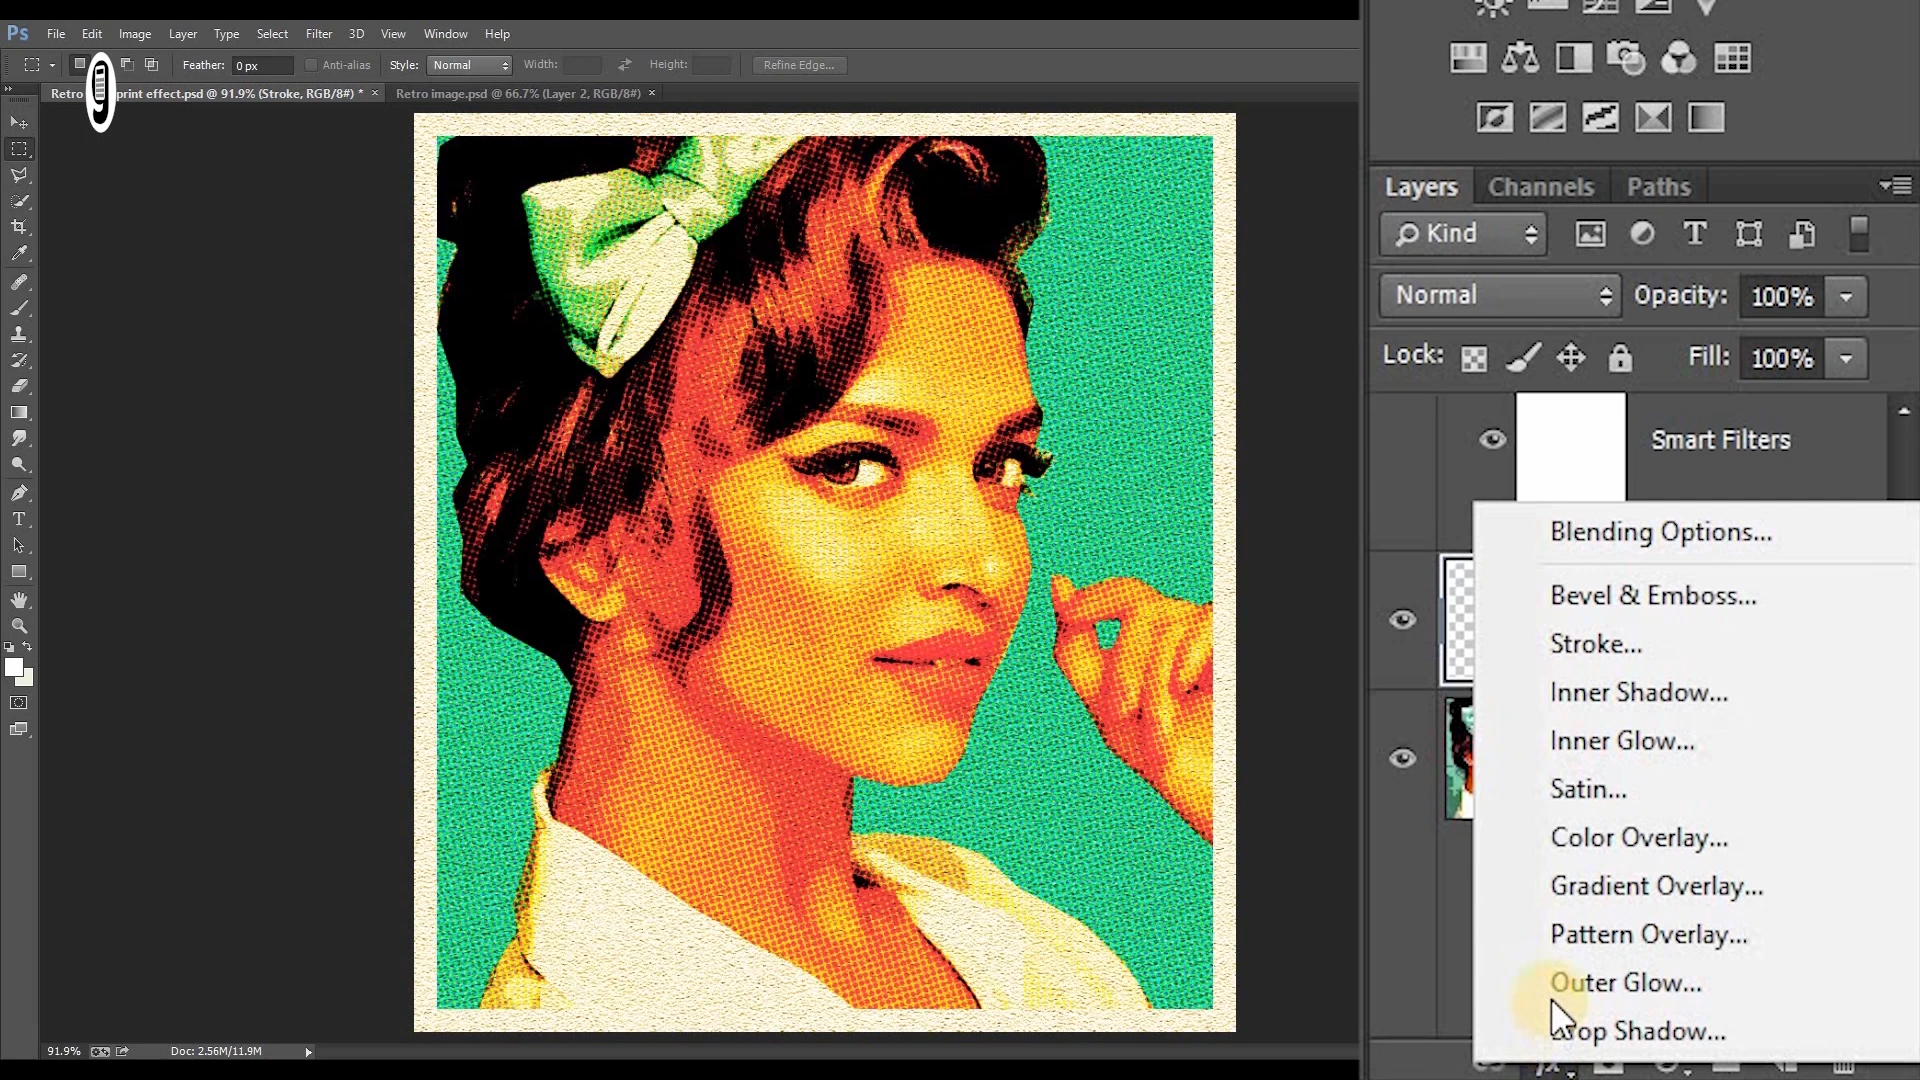 Ps File Edit Image Layer Type Select Filter 3D View Window Help
Feather: 0 px Anti-alias Style: Normal Width: Height: Refine Edge...
Retro print effect.psd @ 91.9% (Stroke, RGB/8#) * × Retro image.psd @ 66.7% (Layer 2, RGB/8#) ×
Layers Channels Paths
Kind
Normal Opacity: 100%
Lock: Fill: 100%
Smart Filters
Blending Options...
Bevel & Emboss...
Stroke...
Inner Shadow...
Inner Glow...
Satin...
Color Overlay...
Gradient Overlay...
Pattern Overlay...
Outer Glow...
Drop Shadow...
91.9% Doc: 2.56M/11.9M
fx